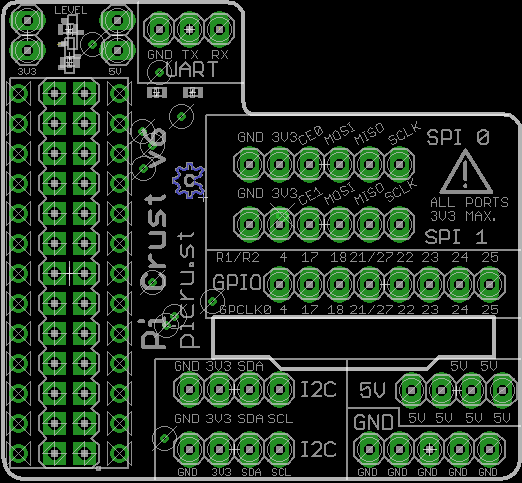 LEVEL
3V3 5V
GND TX RX
UART
Pi Crust v6
picru.st
GND 3V3 CE0 MOSI MISO SCLK
SPI 0
GND 3V3 CE1 MOSI MISO SCLK
!
ALL PORTS
3V3 MAX.
SPI 1
R1/R2 4 17 18 21/27 22 23 24 25
GPIO
GPCLK0 4 17 18 21/27 22 23 24 25
GND 3V3 SDA
I2C
GND 3V3 SDA SCL
I2C
GND 3V3 SDA SCL
5V 5V
5V
5V 5V 5V 5V
GND
GND GND GND GND GND